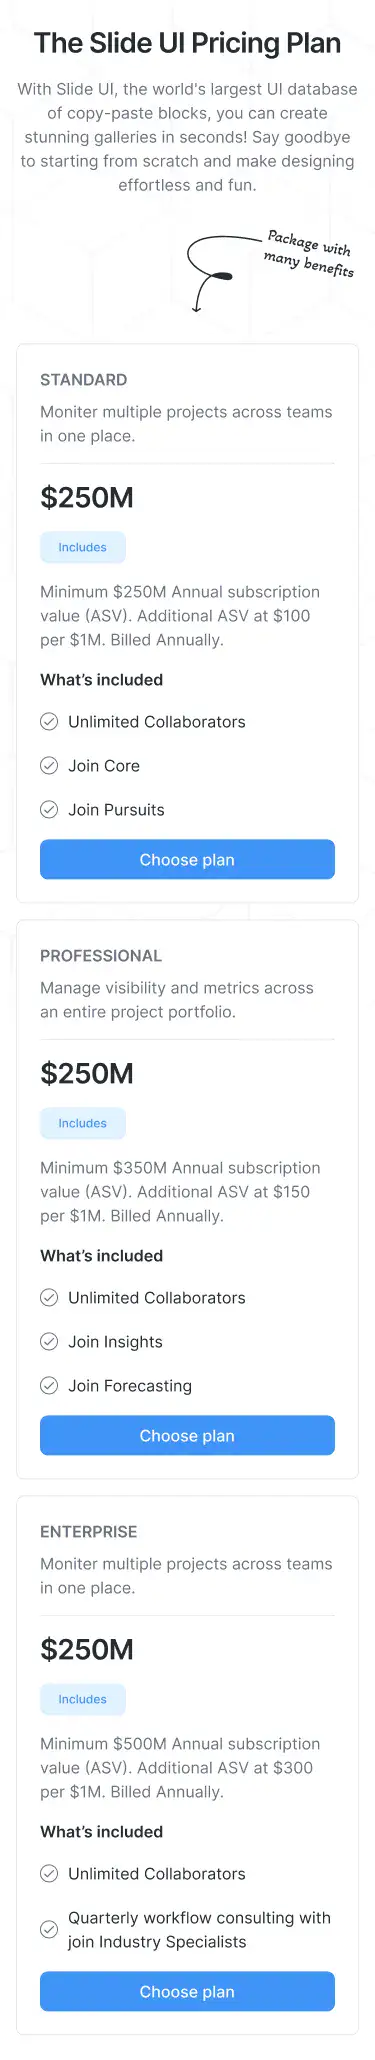 The Slide UI Pricing Plan
With Slide UI, the world's largest UI database
of copy-paste blocks, you can create
stunning galleries in seconds! Say goodbye
to starting from scratch and make designing
effortless and fun.
Package with
many benefits
STANDARD
Moniter multiple projects across teams
in one place.
$250M
Includes
Minimum $250M Annual subscription
value (ASV). Additional ASV at $100
per $1M. Billed Annually.
What's included
Unlimited Collaborators
Join Core
Join Pursuits
Choose plan
PROFESSIONAL
Manage visibility and metrics across
an entire project portfolio.
$250M
Includes
Minimum $350M Annual subscription
value (ASV). Additional ASV at $150
per $1M. Billed Annually.
What's included
Unlimited Collaborators
Join Insights
Join Forecasting
Choose plan
ENTERPRISE
Moniter multiple projects across teams
in one place.
$250M
Includes
Minimum $500M Annual subscription
value (ASV). Additional ASV at $300
per $1M. Billed Annually.
What's included
Unlimited Collaborators
Quarterly workflow consulting with
join Industry Specialists
Choose plan